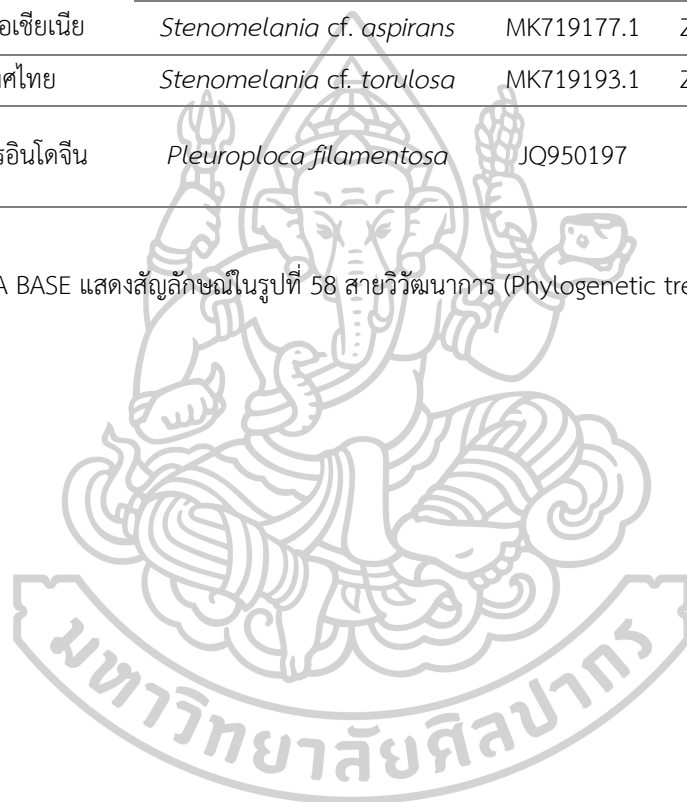 อเชียเนีย Stenomelania cf. aspirans MK719177.1
ศไทย Stenomelania cf. torulosa MK719193.1
รอินโดจีน Pleuroploca filamentosa JQ950197
A BASE แสดงสัญลักษณ์ในรูปที่ 58 สายวิวัฒนาการ (Phylogenetic tre
มหาวิทยาลัยศิลปากร